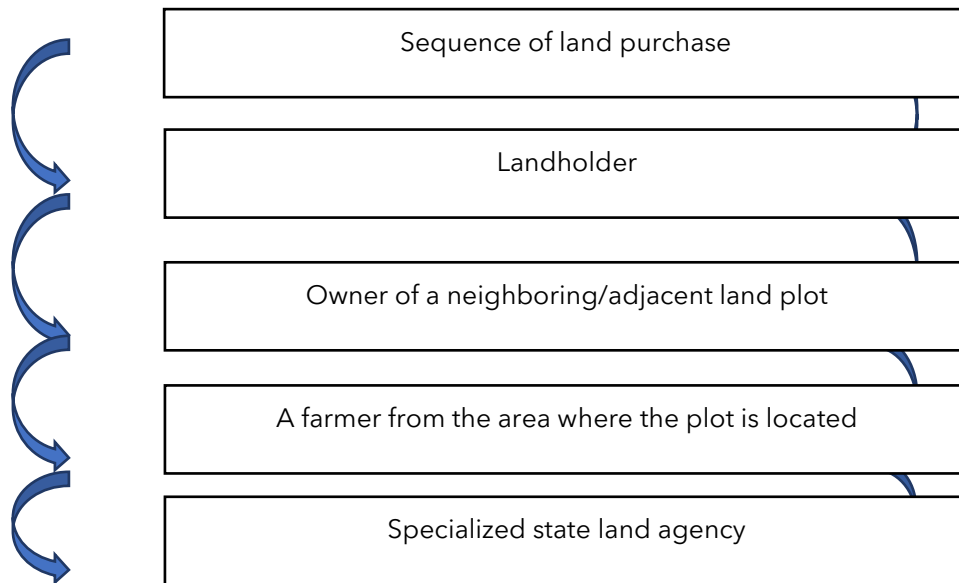 Sequence of land purchase
Landholder
Owner of a neighboring/adjacent land plot
A farmer from the area where the plot is located
Specialized state land agency